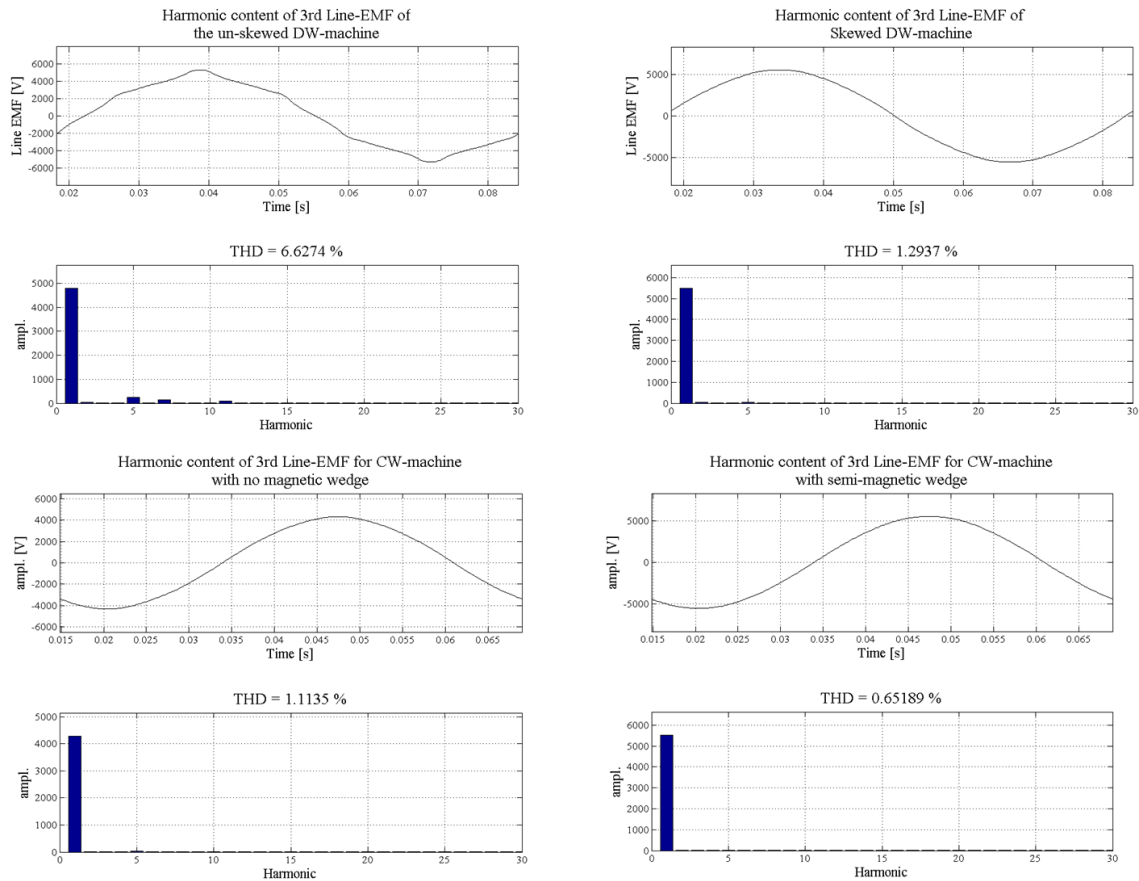 Harmonic content of 3rd Line-EMF of
the un-skewed DW-machine
Line EMF [V]
6000
4000
2000
0
-2000
-4000
-6000
0.02 0.03 0.04 0.05 0.06 0.07 0.08
Time [s]
THD = 6.6274 %
ampl.
5000
4000
3000
2000
1000
0
0 5 10 15 20 25 30
Harmonic
Harmonic content of 3rd Line-EMF of
Skewed DW-machine
Line EMF [V]
5000
0
-5000
0.02 0.03 0.04 0.05 0.06 0.07 0.08
Time [s]
THD = 1.2937 %
ampl.
6000
5000
4000
3000
2000
1000
0
0 5 10 15 20 25 30
Harmonic
Harmonic content of 3rd Line-EMF for CW-machine
with no magnetic wedge
ampl. [V]
6000
4000
2000
0
-2000
-4000
-6000
0.015 0.02 0.025 0.03 0.035 0.04 0.045 0.05 0.055 0.06 0.065
Time [s]
THD = 1.1135 %
ampl.
5000
4000
3000
2000
1000
0
0 5 10 15 20 25 30
Harmonic
Harmonic content of 3rd Line-EMF for CW-machine
with semi-magnetic wedge
ampl. [V]
5000
0
-5000
0.015 0.02 0.025 0.03 0.035 0.04 0.045 0.05 0.055 0.06 0.065
Time [s]
THD = 0.65189 %
ampl.
6000
5000
4000
3000
2000
1000
0
0 5 10 15 20 25 30
Harmonic